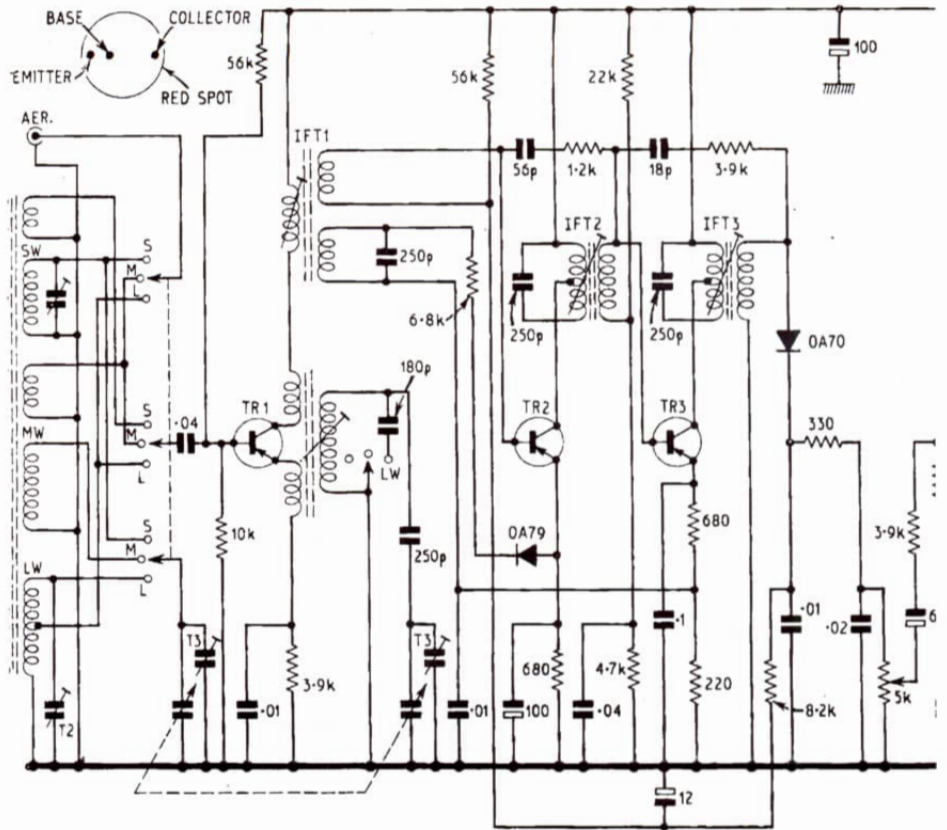 BASE
COLLECTOR
EMITTER
RED SPOT
56k
56k
22k
100
AER.
IFT1
56p
1·2k
18p
3·9k
IFT2
IFT3
SW
S
M
L
250p
6·8k
250p
250p
OA70
180p
MW
S
M
L
·04
TR1
LW
TR2
TR3
330
10k
OA79
680
3·9k
S
M
L
LW
250p
·1
·01
·02
6
T3
T3
3·9k
680
4·7k
220
T2
·01
·01
100
·04
8·2k
5k
12